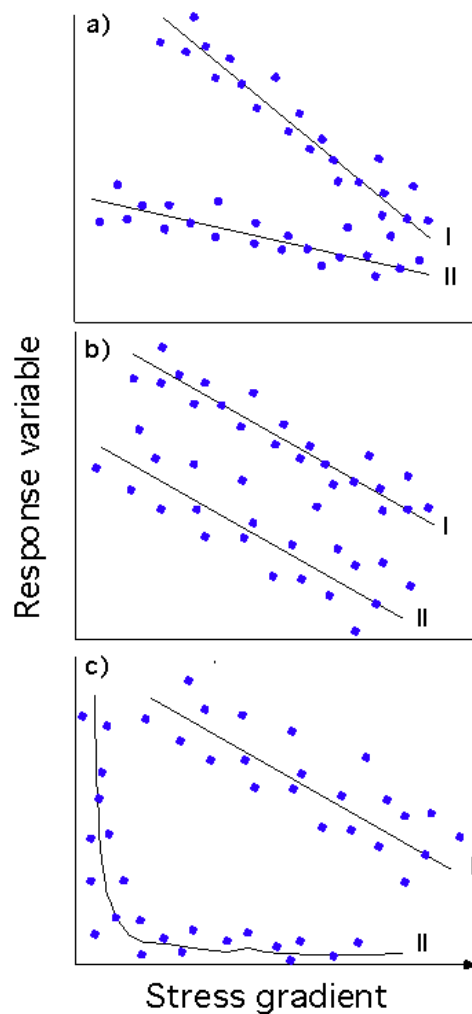 a)
I
II
Response variable
b)
I
II
c)
I
II
Stress gradient